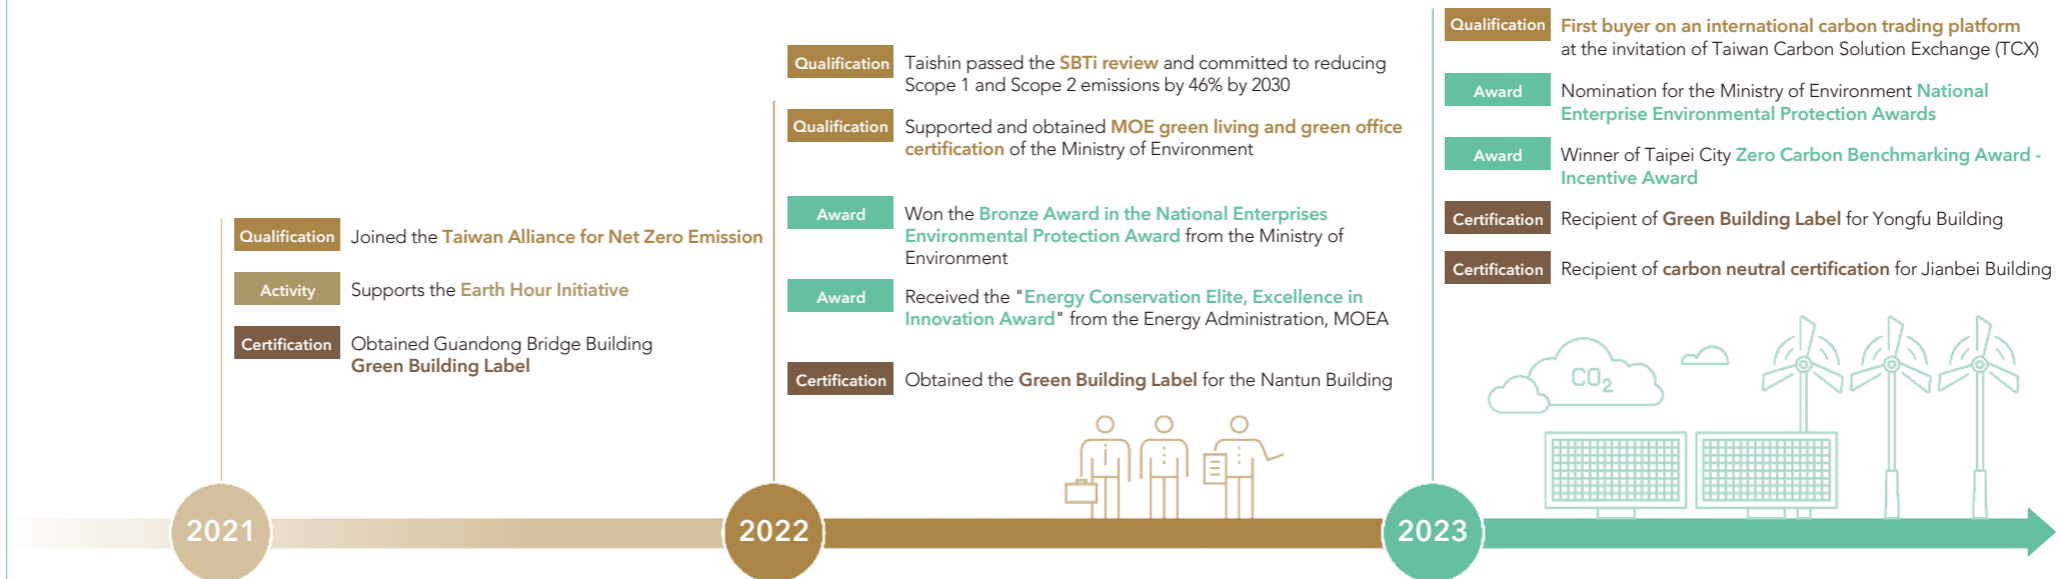 Qualification
Joined the Taiwan Alliance for Net Zero Emission
Activity
Supports the Earth Hour Initiative
Certification
Obtained Guandong Bridge Building
Green Building Label
2021
Qualification
Taishin passed the SBTi review and committed to reducing
Scope 1 and Scope 2 emissions by 46% by 2030
Qualification
Supported and obtained MOE green living and green office
certification of the Ministry of Environment
Award
Won the Bronze Award in the National Enterprises
Environmental Protection Award from the Ministry of
Environment
Award
Received the "Energy Conservation Elite, Excellence in
Innovation Award" from the Energy Administration, MOEA
Certification
Obtained the Green Building Label for the Nantun Building
2022
Qualification
First buyer on an international carbon trading platform
at the invitation of Taiwan Carbon Solution Exchange (TCX)
Award
Nomination for the Ministry of Environment National
Enterprise Environmental Protection Awards
Award
Winner of Taipei City Zero Carbon Benchmarking Award -
Incentive Award
Certification
Recipient of Green Building Label for Yongfu Building
Certification
Recipient of carbon neutral certification for Jianbei Building
CO2
2023